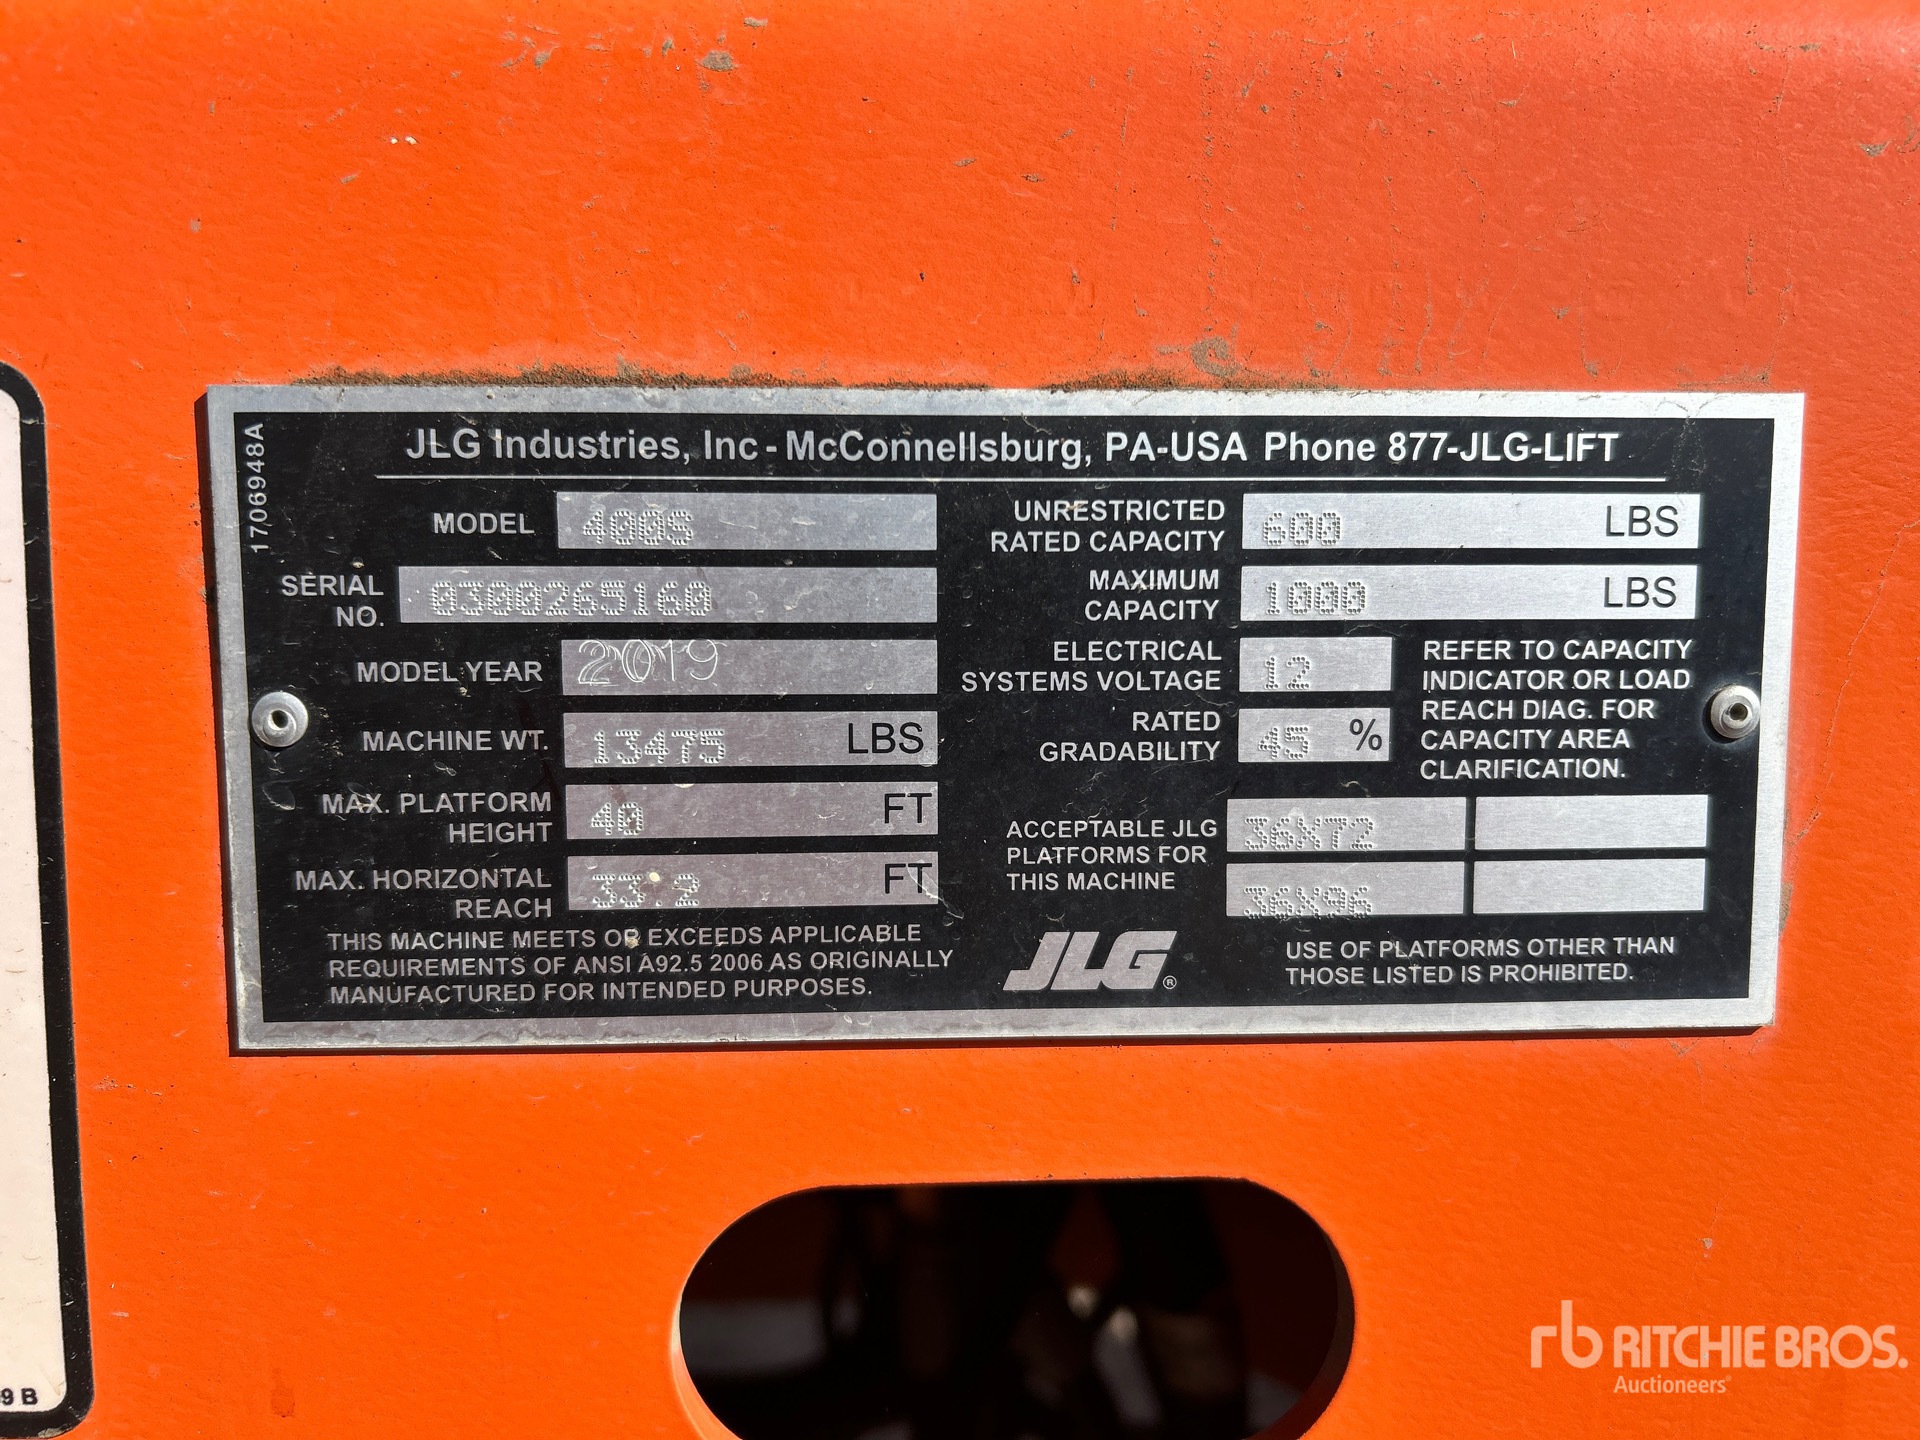 1706948A
JLG Industries, Inc - McConnellsburg, PA-USA Phone 877-JLG-LIFT
MODEL 400S
SERIAL NO. 0300265160
MODEL YEAR 2019
MACHINE WT. 13475 LBS
MAX. PLATFORM HEIGHT 40 FT
MAX. HORIZONTAL REACH 33.2 FT
THIS MACHINE MEETS OR EXCEEDS APPLICABLE
REQUIREMENTS OF ANSI A92.5 2006 AS ORIGINALLY
MANUFACTURED FOR INTENDED PURPOSES.
UNRESTRICTED RATED CAPACITY 600 LBS
MAXIMUM CAPACITY 1000 LBS
ELECTRICAL SYSTEMS VOLTAGE 12
RATED GRADABILITY 45 %
REFER TO CAPACITY
INDICATOR OR LOAD
REACH DIAG. FOR
CAPACITY AREA
CLARIFICATION.
ACCEPTABLE JLG
PLATFORMS FOR
THIS MACHINE
36X72
36X96
JLG®
USE OF PLATFORMS OTHER THAN
THOSE LISTED IS PROHIBITED.
9 B
rb RITCHIE BROS.
Auctioneers